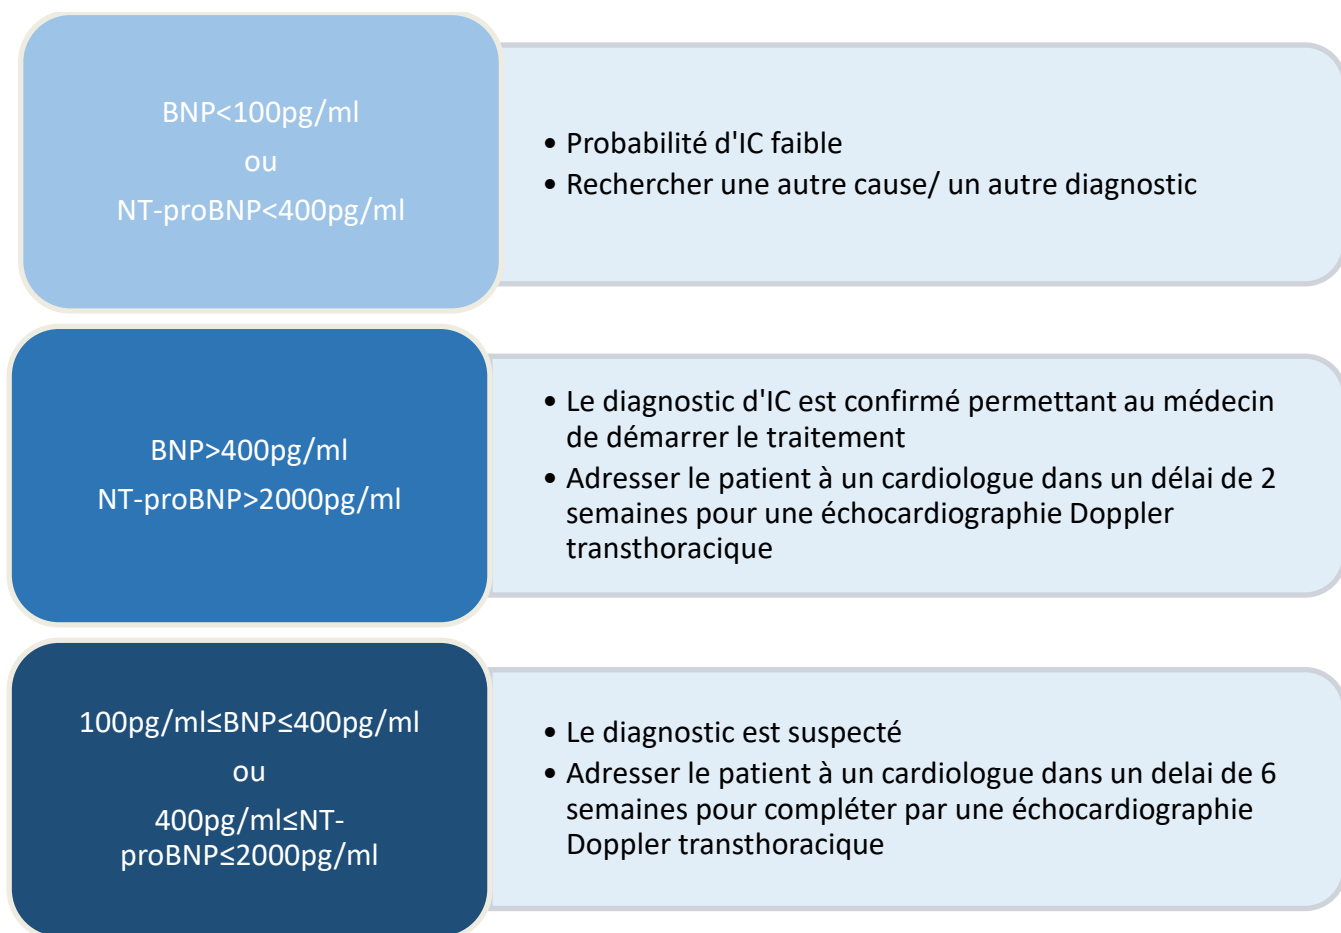 BNP<100pg/ml
ou
NT-proBNP<400pg/ml
• Probabilité d'IC faible
• Rechercher une autre cause/ un autre diagnostic
BNP>400pg/ml
NT-proBNP>2000pg/ml
• Le diagnostic d'IC est confirmé permettant au médecin
de démarrer le traitement
• Adresser le patient à un cardiologue dans un délai de 2
semaines pour une échocardiographie Doppler
transthoracique
100pg/ml≤BNP≤400pg/ml
ou
400pg/ml≤NT-
proBNP≤2000pg/ml
• Le diagnostic est suspecté
• Adresser le patient à un cardiologue dans un delai de 6
semaines pour compléter par une échocardiographie
Doppler transthoracique